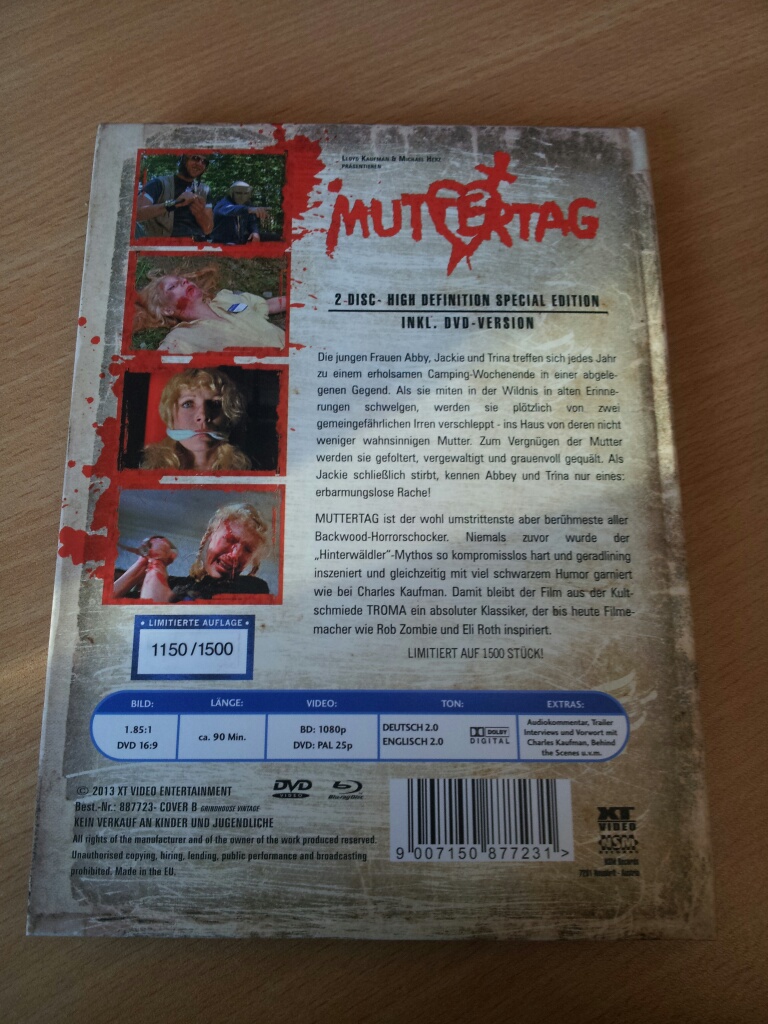 LLOYD KAUFMAN & MICHAEL HERZ
PRÄSENTIEREN
MUTTERTAG
2-DISC- HIGH DEFINITION SPECIAL EDITION
INKL. DVD-VERSION
Die jungen Frauen Abby, Jackie und Trina treffen sich jedes Jahr
zu einem erholsamen Camping-Wochenende in einer abgele-
genen Gegend. Als sie miten in der Wildnis in alten Erinne-
rungen schwelgen, werden sie plötzlich von zwei
gemeingefährlichen Irren verschleppt - ins Haus von deren nicht
weniger wahnsinnigen Mutter. Zum Vergnügen der Mutter
werden sie gefoltert, vergewaltigt und grauenvoll gequält. Als
Jackie schließlich stirbt, kennen Abbey und Trina nur eines:
erbarmungslose Rache!
MUTTERTAG ist der wohl umstrittenste aber berühmeste aller
Backwood-Horrorschocker. Niemals zuvor wurde der
„Hinterwäldler"-Mythos so kompromisslos hart und geradlining
inszeniert und gleichzeitig mit viel schwarzem Humor garniert
wie bei Charles Kaufman. Damit bleibt der Film aus der Kult-
schmiede TROMA ein absoluter Klassiker, der bis heute Filme-
macher wie Rob Zombie und Eli Roth inspiriert.
LIMITIERT AUF 1500 STÜCK!
• LIMITIERTE AUFLAGE •
1150 /1500
BILD: LÄNGE: VIDEO: TON: EXTRAS:
1.85:1
DVD 16:9
ca. 90 Min.
BD: 1080p
DVD: PAL 25p
DEUTSCH 2.0
ENGLISCH 2.0
DOLBY
DIGITAL
Audiokommentar, Trailer
Interviews und Vorwort mit
Charles Kaufman, Behind
the Scenes u.v.m.
© 2013 XT VIDEO ENTERTAINMENT
Best.-Nr.: 887723- COVER B GRINDHOUSE VINTAGE
KEIN VERKAUF AN KINDER UND JUGENDLICHE
All rights of the manufacturer and of the owner of the work produced reserved.
Unauthorised copying, hiring, lending, public performance and broadcasting
prohibited. Made in the EU.
DVD
VIDEO
Blu-ray Disc
9 007150 877231 >
XT
VIDEO
NSM
NSM Records
Austria